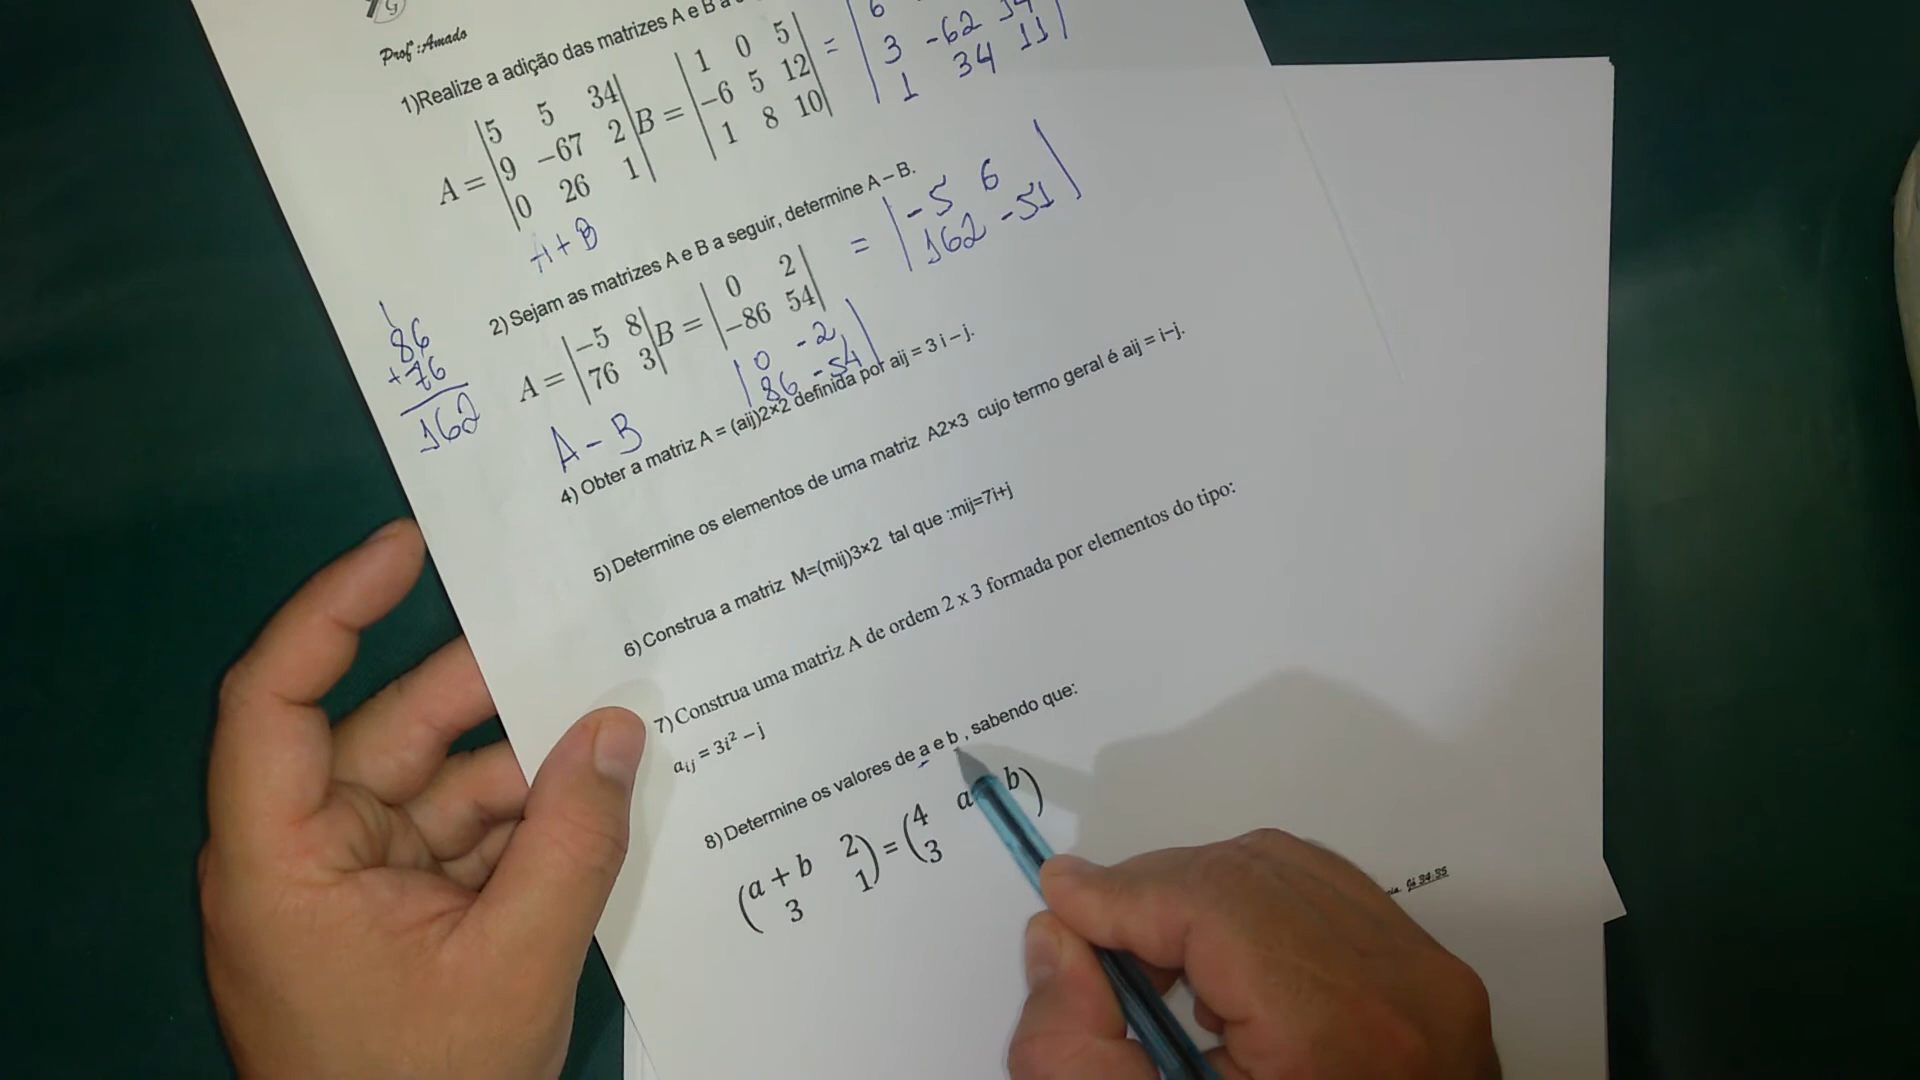 Profº:Amado
1)Realize a adição das matrizes A e B a
A = |5 5 34| B = |1 0 5| = |6
|9 −67 2| |−6 5 12| |3 -62
|0 26 1| |1 8 10| |1 34 11|
A+B
2) Sejam as matrizes A e B a seguir, determine A – B.
A = |−5 8| B = |0 2| = |-5 6|
|76 3| |−86 54| |162 -51|
|0 -2|
|86 -54|
1
86
+76
162
A - B
4) Obter a matriz A = (aij)2×2 definida por aij = 3 i – j.
5) Determine os elementos de uma matriz A2×3 cujo termo geral é aij = i–j.
6) Construa a matriz M=(mij)3×2 tal que :mij=7i+j
7) Construa uma matriz A de ordem 2 x 3 formada por elementos do tipo:
aij = 3i² − j
8) Determine os valores de a e b , sabendo que:
(a + b 2) = (4 a b)
(3 1) (3
Jó 34:35